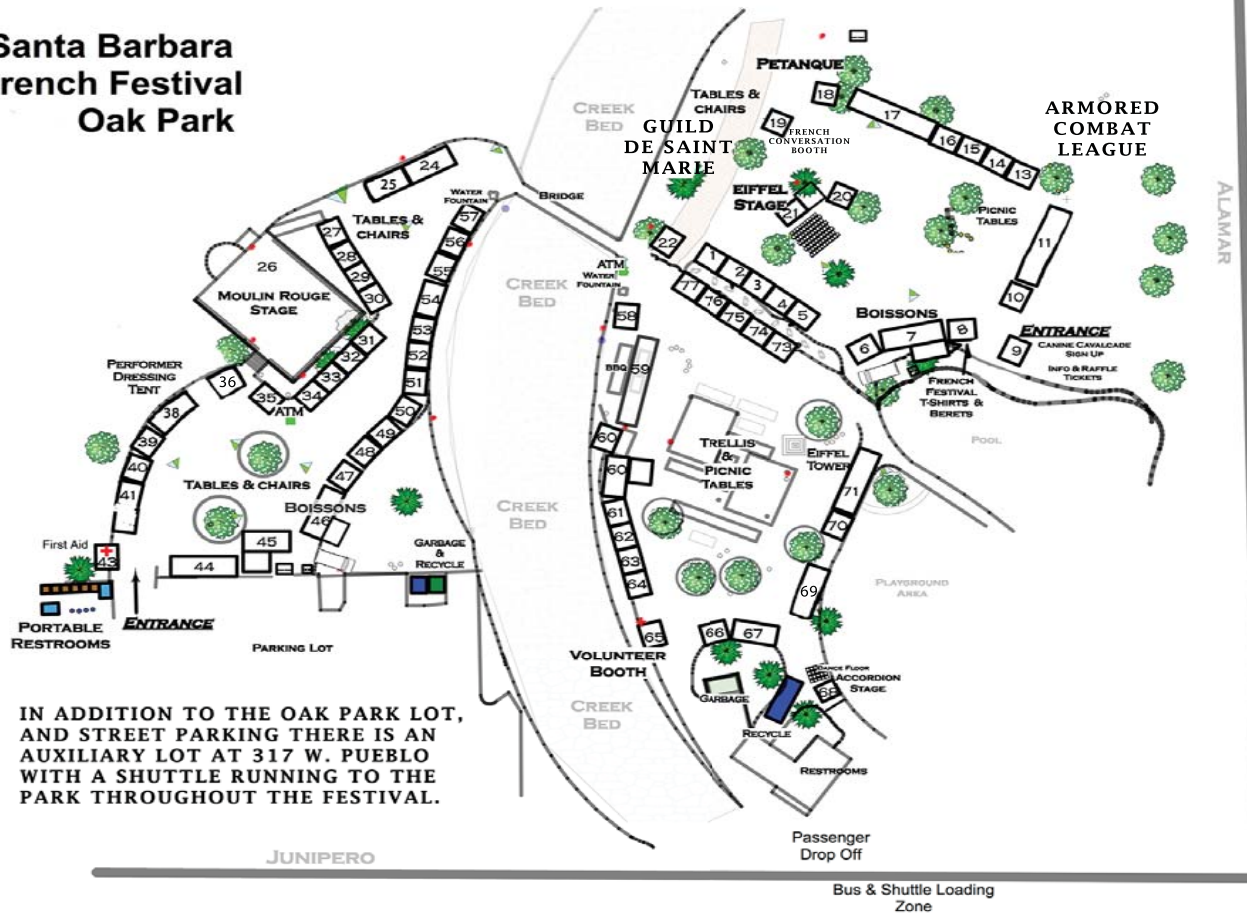 Santa Barbara
rench Festival
Oak Park
CREEK
BED
TABLES &
CHAIRS
PETANQUE
18
17
16
15
14
13
19
FRENCH
CONVERSATION
BOOTH
GUILD
DE SAINT
MARIE
ARMORED
COMBAT
LEAGUE
ALAMAR
EIFFEL
STAGE
20
21
22
PICNIC
TABLES
11
10
24
25
WATER
FOUNTAIN
BRIDGE
TABLES &
CHAIRS
57
56
55
54
53
52
51
50
49
48
47
46
27
28
29
30
31
32
33
34
35
26
MOULIN ROUGE
STAGE
ATM
WATER
FOUNTAIN
CREEK
BED
1
2
3
4
5
77
76
75
74
73
BOISSONS
6
7
8
9
ENTRANCE
CANINE CAVALCADE
SIGN UP
INFO & RAFFLE
TICKETS
FRENCH
FESTIVAL
T-SHIRTS &
BERETS
POOL
PERFORMER
DRESSING
TENT
36
38
39
40
41
ATM
TABLES & CHAIRS
BOISSONS
58
BBQ
59
60
60
61
62
63
64
65
TRELLIS
&
PICNIC
TABLES
EIFFEL
TOWER
71
70
69
CREEK
BED
First Aid
43
44
45
GARBAGE
&
RECYCLE
PLAYGROUND
AREA
PORTABLE
RESTROOMS
ENTRANCE
PARKING LOT
VOLUNTEER
BOOTH
66
67
DANCE FLOOR
ACCORDION
STAGE
68
GARBAGE
RECYCLE
RESTROOMS
CREEK
BED
IN ADDITION TO THE OAK PARK LOT,
AND STREET PARKING THERE IS AN
AUXILIARY LOT AT 317 W. PUEBLO
WITH A SHUTTLE RUNNING TO THE
PARK THROUGHOUT THE FESTIVAL.
Passenger
Drop Off
JUNIPERO
Bus & Shuttle Loading
Zone